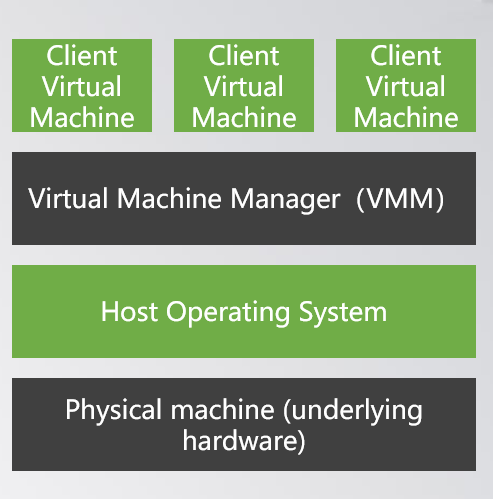 Client
Virtual
Machine
Client
Virtual
Machine
Client
Virtual
Machine
Virtual Machine Manager（VMM）
Host Operating System
Physical machine (underlying
hardware)